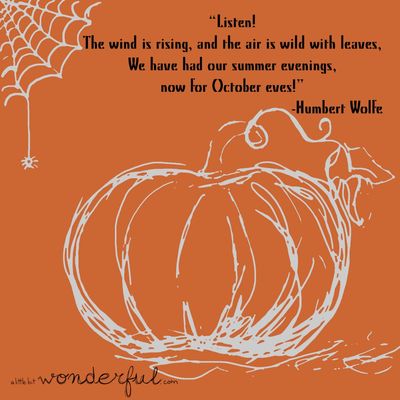 “Listen!
The wind is rising, and the air is wild with leaves,
We have had our summer evenings,
now for October eves!”
-Humbert Wolfe
a little bit wonderful.com